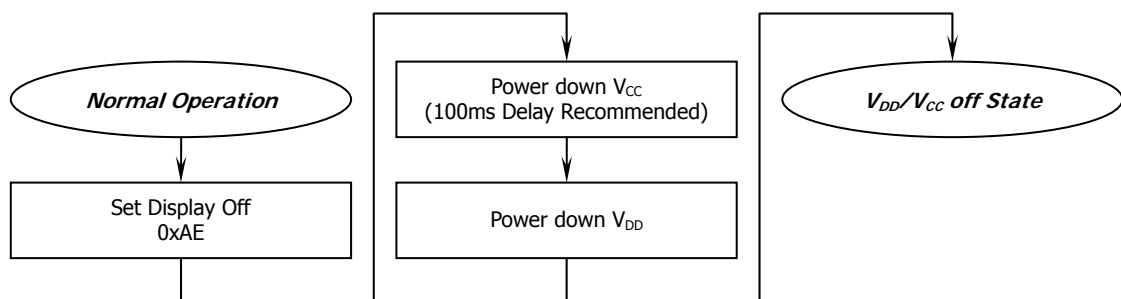 Normal Operation
Set Display Off
0xAE
Power down VCC
(100ms Delay Recommended)
Power down VDD
VDD/VCC off State